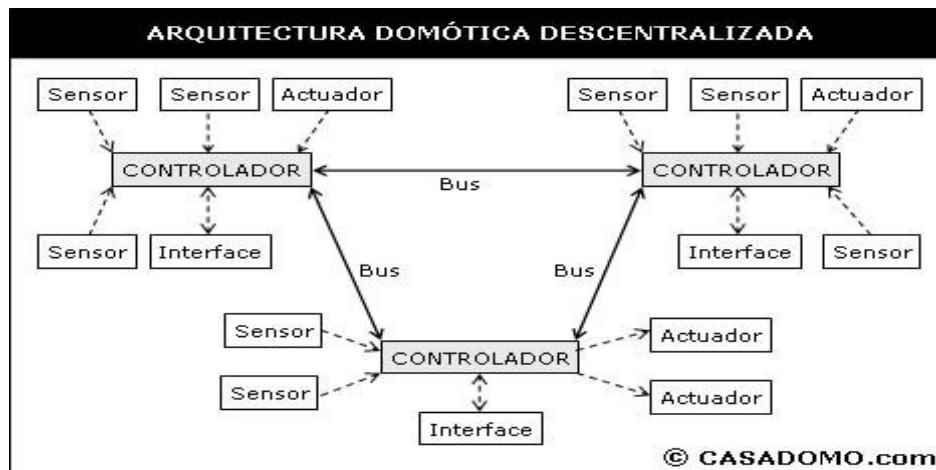 ARQUITECTURA DOMÓTICA DESCENTRALIZADA
Sensor Sensor Actuador Sensor Sensor Actuador
CONTROLADOR CONTROLADOR
Bus
Sensor Interface Interface Sensor
Bus Bus
Sensor Actuador
CONTROLADOR
Sensor Actuador
Interface
© CASADOMO.com